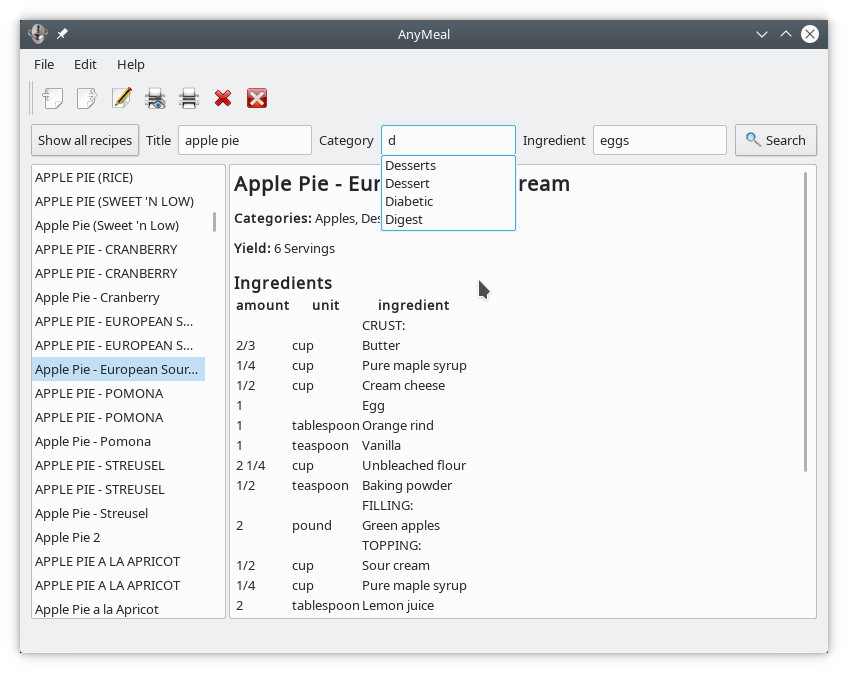 AnyMeal
File Edit Help
Show all recipes Title apple pie Category d Ingredient eggs Search
Desserts
Dessert
Diabetic
Digest
APPLE PIE (RICE)
APPLE PIE (SWEET 'N LOW)
Apple Pie (Sweet 'n Low)
APPLE PIE - CRANBERRY
APPLE PIE - CRANBERRY
Apple Pie - Cranberry
APPLE PIE - EUROPEAN S...
APPLE PIE - EUROPEAN S...
Apple Pie - European Sour...
APPLE PIE - POMONA
APPLE PIE - POMONA
Apple Pie - Pomona
APPLE PIE - STREUSEL
APPLE PIE - STREUSEL
Apple Pie - Streusel
Apple Pie 2
APPLE PIE A LA APRICOT
APPLE PIE A LA APRICOT
Apple Pie a la Apricot
Apple Pie - Eur ream
Categories: Apples, Des
Yield: 6 Servings
Ingredients
amount unit ingredient
CRUST:
2/3 cup Butter
1/4 cup Pure maple syrup
1/2 cup Cream cheese
1 Egg
1 tablespoon Orange rind
1 teaspoon Vanilla
2 1/4 cup Unbleached flour
1/2 teaspoon Baking powder
FILLING:
2 pound Green apples
TOPPING:
1/2 cup Sour cream
1/4 cup Pure maple syrup
2 tablespoon Lemon juice